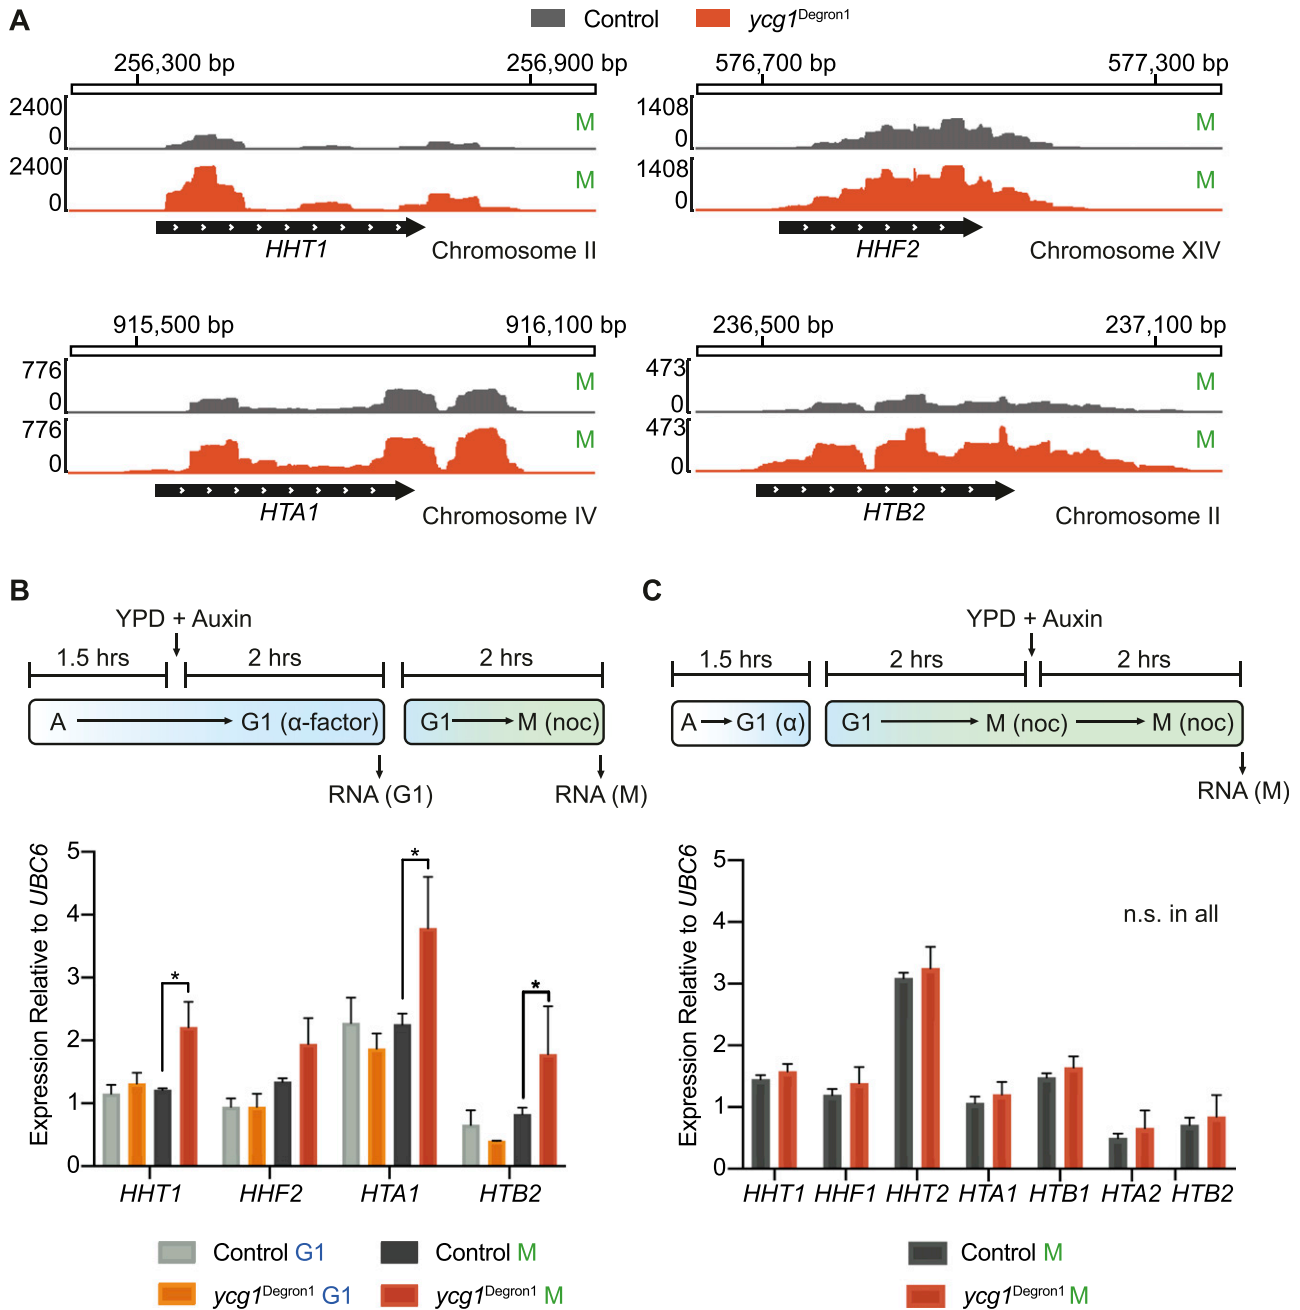 A
Control ycg1Degron1
256,300 bp 256,900 bp
2400
0
M
2400
0
M
HHT1
Chromosome II
576,700 bp 577,300 bp
1408
0
M
1408
0
M
HHF2
Chromosome XIV
915,500 bp 916,100 bp
776
0
M
776
0
M
HTA1
Chromosome IV
236,500 bp 237,100 bp
473
0
M
473
0
M
HTB2
Chromosome II
B
YPD + Auxin
1.5 hrs 2 hrs 2 hrs
A G1 (α-factor) G1 M (noc)
RNA (G1) RNA (M)
Expression Relative to UBC6
5
4
3
2
1
0
* * *
HHT1 HHF2 HTA1 HTB2
Control G1 Control M
ycg1Degron1 G1 ycg1Degron1 M
C
YPD + Auxin
1.5 hrs 2 hrs 2 hrs
A G1 (α) G1 M (noc) M (noc)
RNA (M)
Expression Relative to UBC6
5
4
3
2
1
0
n.s. in all
HHT1 HHF1 HHT2 HTA1 HTB1 HTA2 HTB2
Control M
ycg1Degron1 M